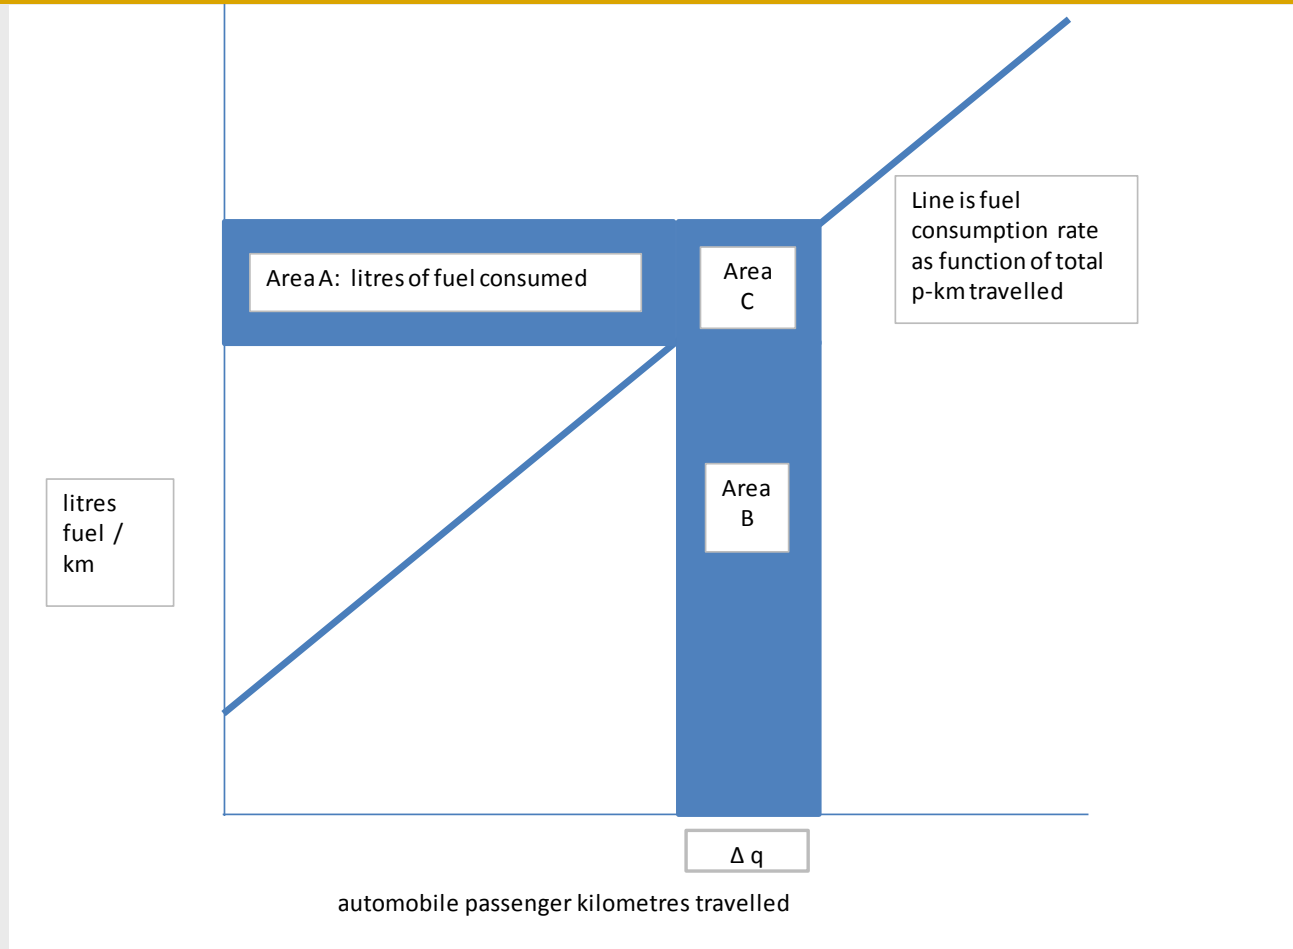 Line is fuel
consumption rate
as function of total
p-km travelled
Area A: litres of fuel consumed
Area
C
litres
fuel /
km
Area
B
Δ q
automobile passenger kilometres travelled